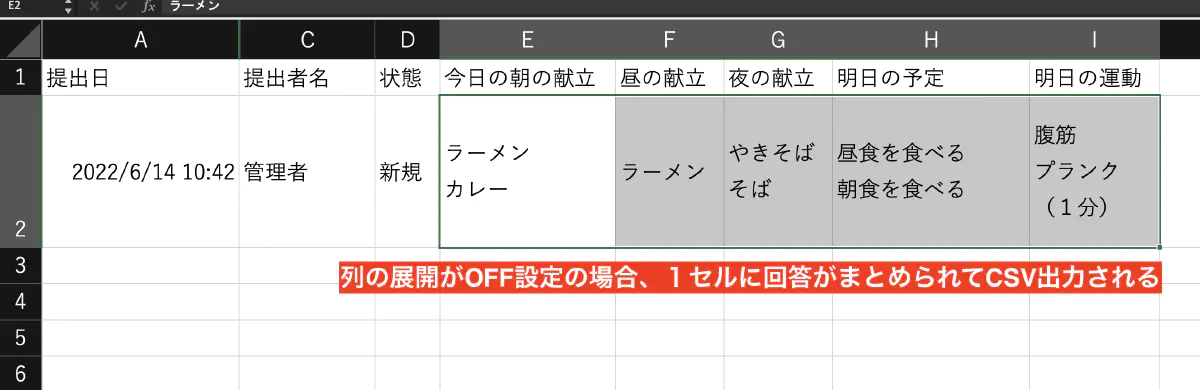 E2 fx ラーメン
A C D E F G H I
1 提出日 提出者名 状態 今日の朝の献立 昼の献立 夜の献立 明日の予定 明日の運動
2 2022/6/14 10:42 管理者 新規
ラーメン
カレー
ラーメン
やきそば
そば
昼食を食べる
朝食を食べる
腹筋
プランク
（１分）
3
列の展開がOFF設定の場合、１セルに回答がまとめられてCSV出力される
4
5
6